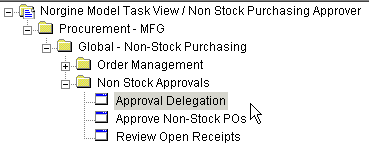 Norgine Model Task View / Non Stock Purchasing Approver
Procurement - MFG
Global - Non-Stock Purchasing
Order Management
Non Stock Approvals
Approval Delegation
Approve Non-Stock POs
Review Open Receipts